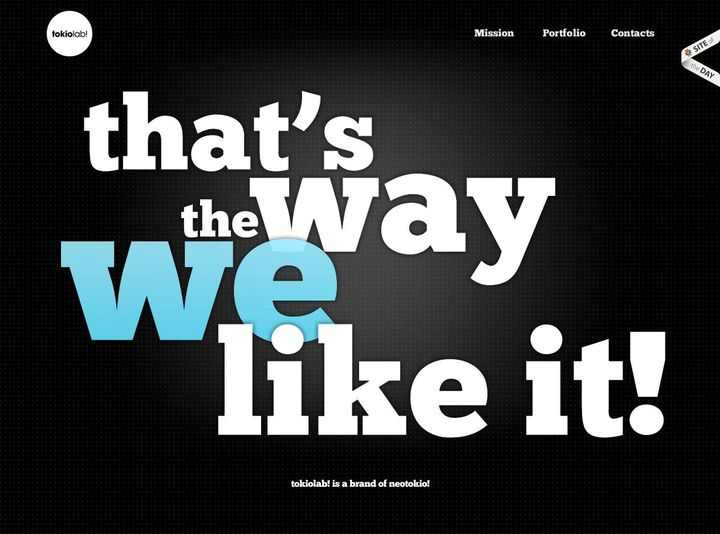 tokiolab!
Mission Portfolio Contacts
SITE of
the DAY
that's
the way
we
like it!
tokiolab! is a brand of neotokio!